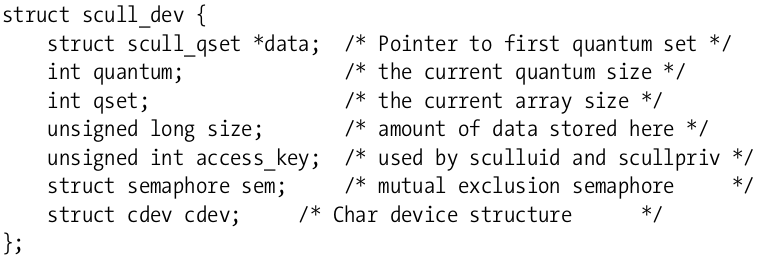 struct scull_dev {
    struct scull_qset *data;  /* Pointer to first quantum set */
    int quantum;              /* the current quantum size */
    int qset;                 /* the current array size */
    unsigned long size;       /* amount of data stored here */
    unsigned int access_key;  /* used by sculluid and scullpriv */
    struct semaphore sem;     /* mutual exclusion semaphore     */
    struct cdev cdev;     /* Char device structure      */
};